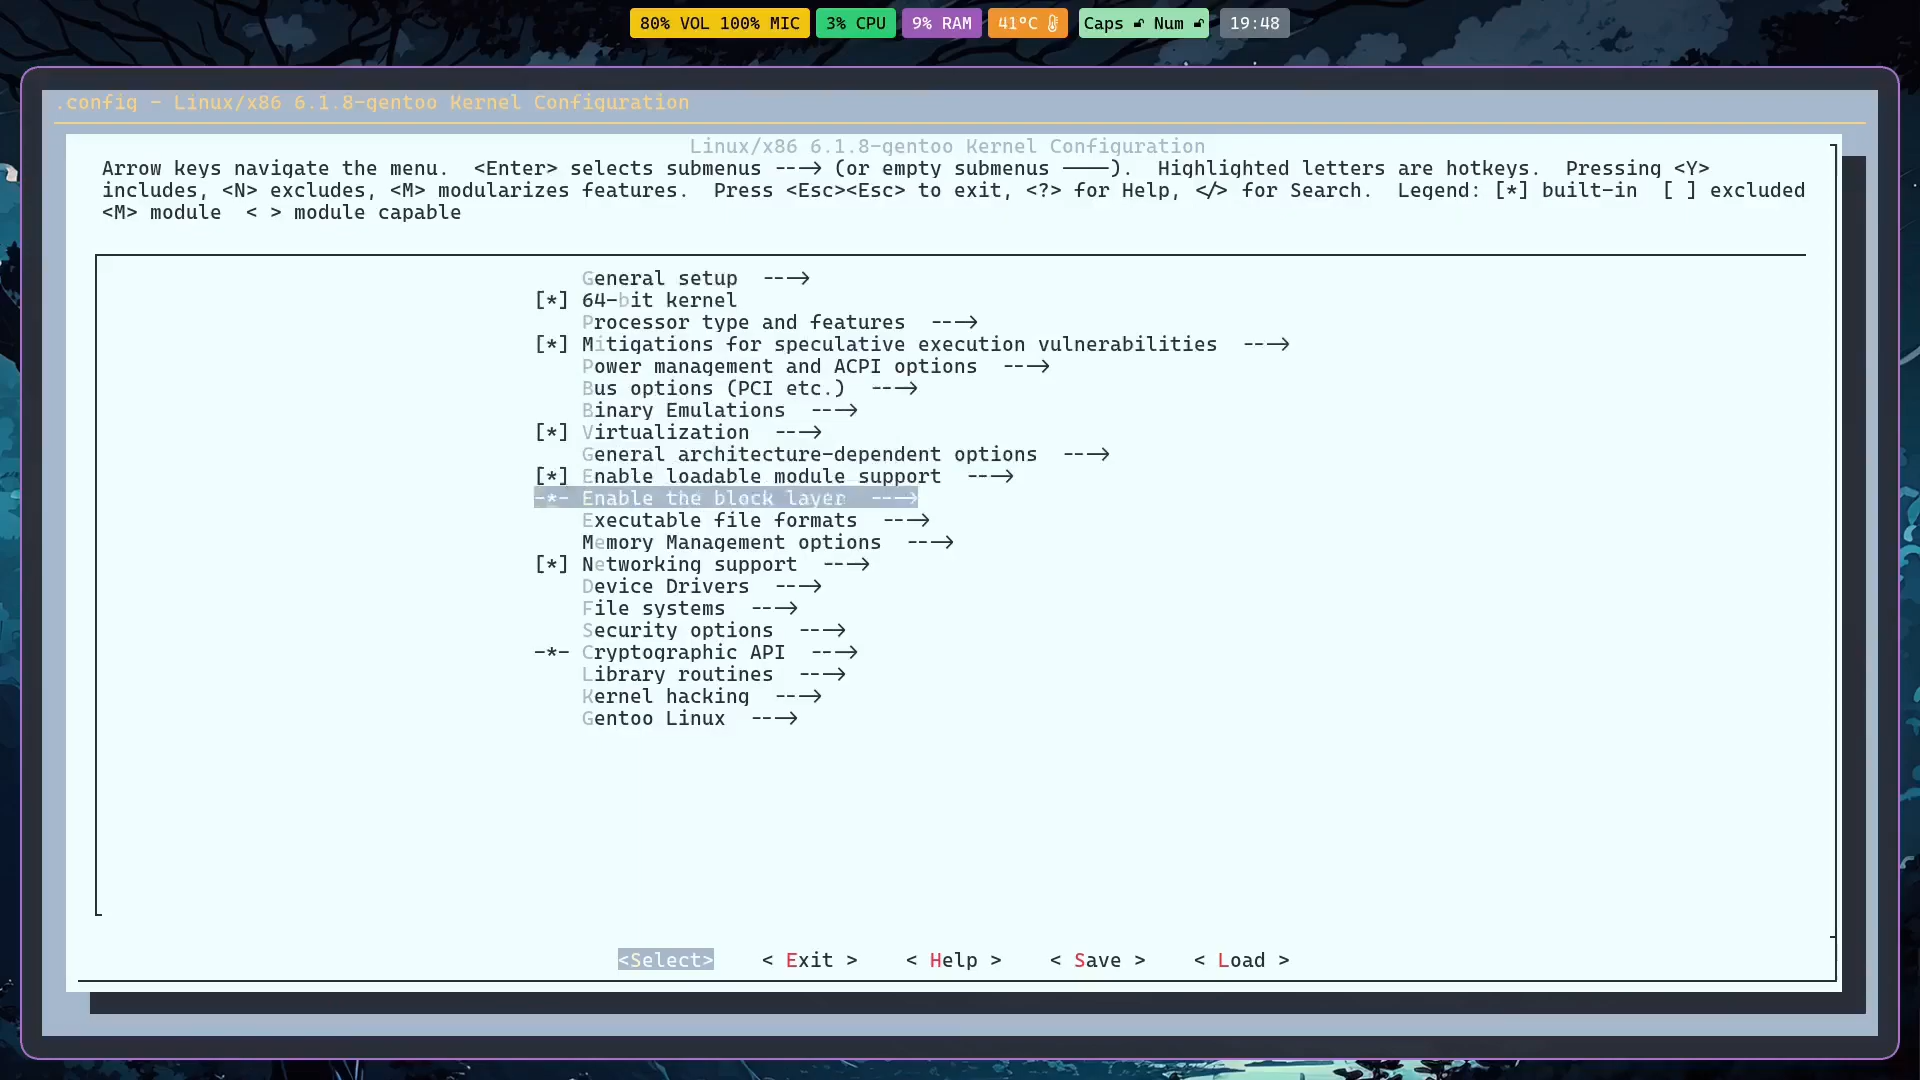 80% VOL 100% MIC 3% CPU 9% RAM 41°C Caps Num 19:48
.config - Linux/x86 6.1.8-gentoo Kernel Configuration
Linux/x86 6.1.8-gentoo Kernel Configuration
Arrow keys navigate the menu.  <Enter> selects submenus ---> (or empty submenus ----).  Highlighted letters are hotkeys.  Pressing <Y>
includes, <N> excludes, <M> modularizes features.  Press <Esc><Esc> to exit, <?> for Help, </> for Search.  Legend: [*] built-in  [ ] excluded
<M> module  < > module capable
General setup  --->
[*] 64-bit kernel
Processor type and features  --->
[*] Mitigations for speculative execution vulnerabilities  --->
Power management and ACPI options  --->
Bus options (PCI etc.)  --->
Binary Emulations  --->
[*] Virtualization  --->
General architecture-dependent options  --->
[*] Enable loadable module support  --->
-*- Enable the block layer  --->
Executable file formats  --->
Memory Management options  --->
[*] Networking support  --->
Device Drivers  --->
File systems  --->
Security options  --->
-*- Cryptographic API  --->
Library routines  --->
Kernel hacking  --->
Gentoo Linux  --->
<Select>    < Exit >    < Help >    < Save >    < Load >